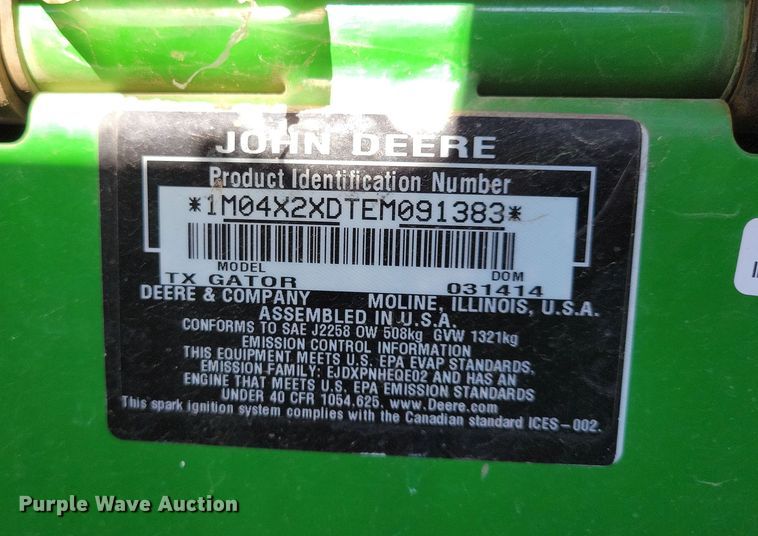 JOHN DEERE
Product Identification Number
*1M04X2XDTEM091383*
MODEL DOM
TX GATOR 031414
DEERE & COMPANY MOLINE, ILLINOIS, U.S.A.
ASSEMBLED IN U.S.A.
CONFORMS TO SAE J2258 OW 508kg GVW 1321kg
EMISSION CONTROL INFORMATION
THIS EQUIPMENT MEETS U.S. EPA EVAP STANDARDS.
EMISSION FAMILY: EJDXPNHEQE02 AND HAS AN
ENGINE THAT MEETS U.S. EPA EMISSION STANDARDS
UNDER 40 CFR 1054.625. www.Deere.com
This spark ignition system complies with the Canadian standard ICES-002.
Purple Wave Auction